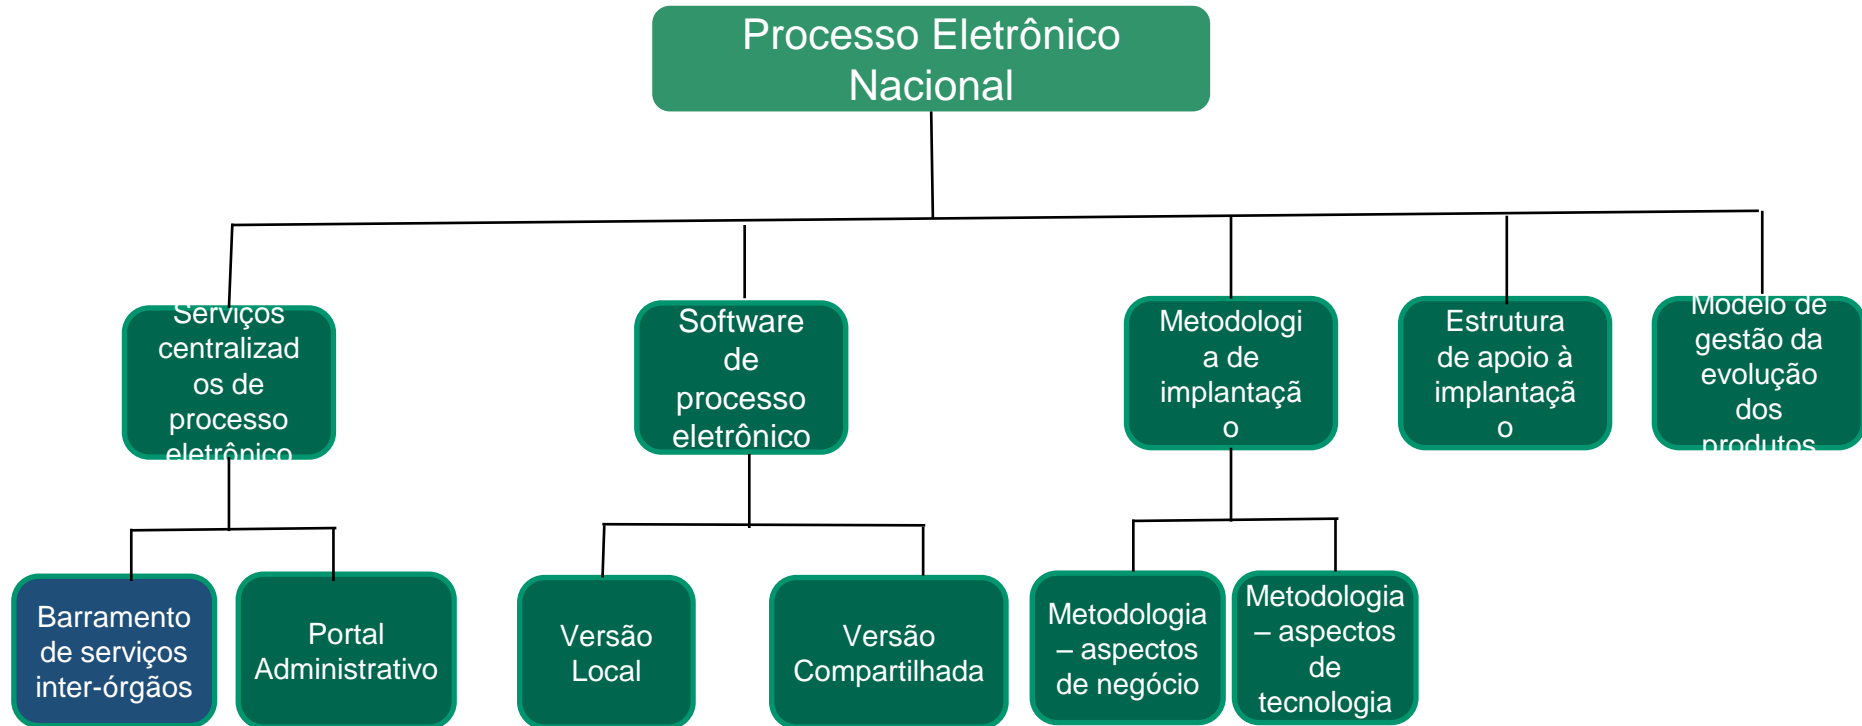 Processo Eletrônico
Nacional
Serviços
centralizad
os de
processo
eletrônico
Software
de
processo
eletrônico
Metodologi
a de
implantaçã
o
Estrutura
de apoio à
implantaçã
o
Modelo de
gestão da
evolução
dos
produtos
Barramento
de serviços
inter-órgãos
Portal
Administrativo
Versão
Local
Versão
Compartilhada
Metodologia
– aspectos
de negócio
Metodologia
– aspectos
de
tecnologia